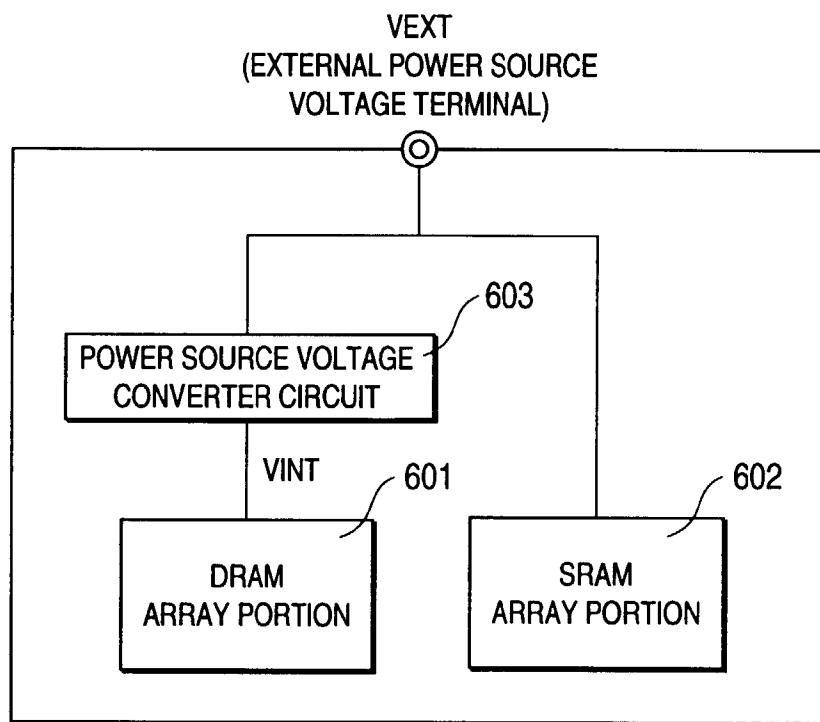 VEXT
(EXTERNAL POWER SOURCE
VOLTAGE TERMINAL)
603
POWER SOURCE VOLTAGE
CONVERTER CIRCUIT
VINT
601
602
DRAM
ARRAY PORTION
SRAM
ARRAY PORTION